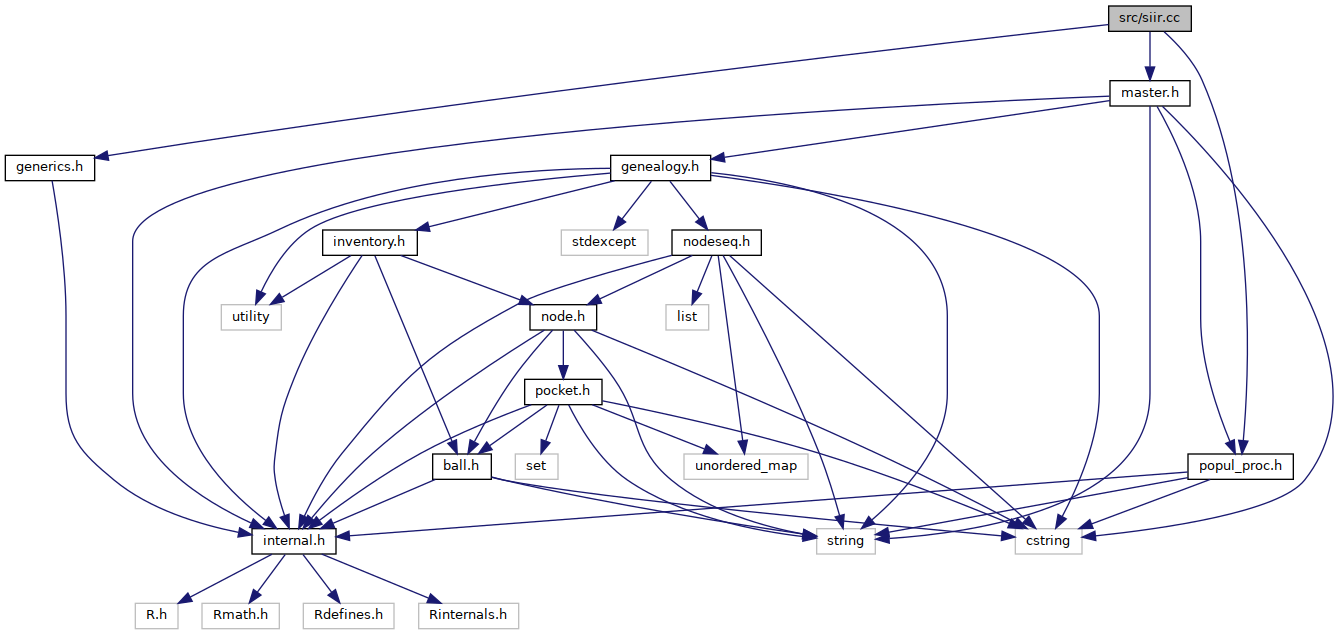 src/siir.cc
master.h
generics.h
genealogy.h
inventory.h
stdexcept
nodeseq.h
utility
node.h
list
pocket.h
ball.h
set
unordered_map
popul_proc.h
internal.h
string
cstring
R.h
Rmath.h
Rdefines.h
Rinternals.h